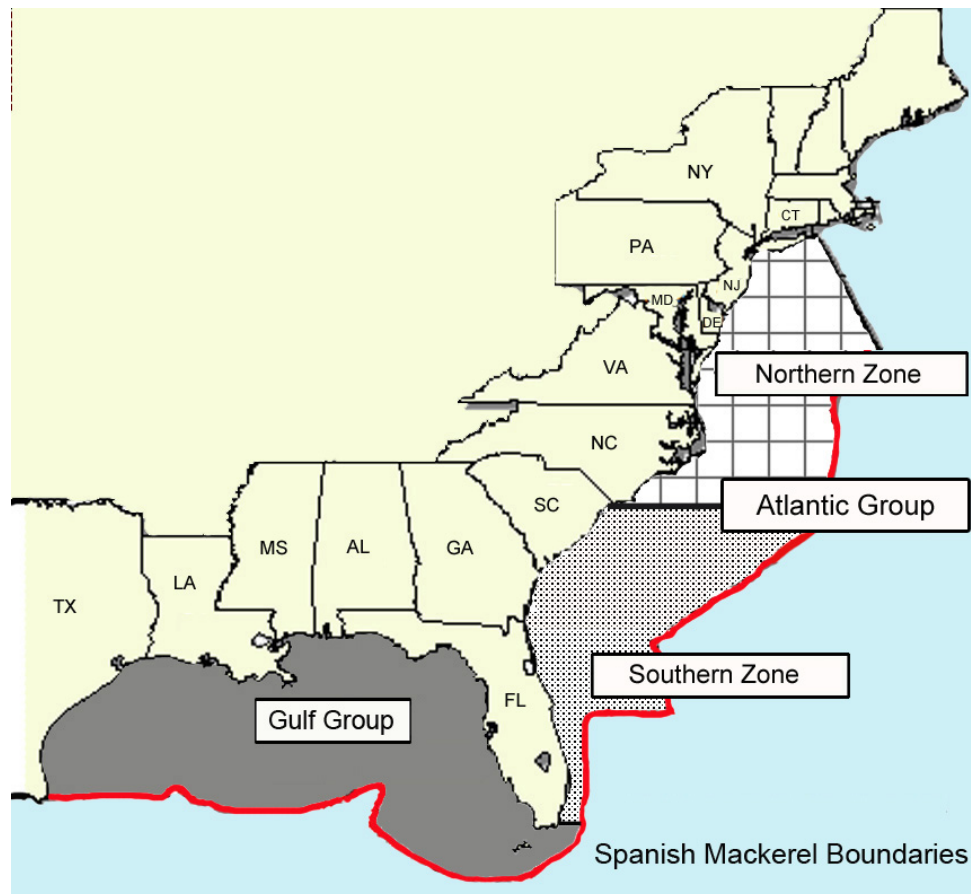 NY
CT
PA
NJ
MD
DE
VA
Northern Zone
NC
Atlantic Group
SC
MS
AL
GA
LA
TX
Southern Zone
FL
Gulf Group
Spanish Mackerel Boundaries